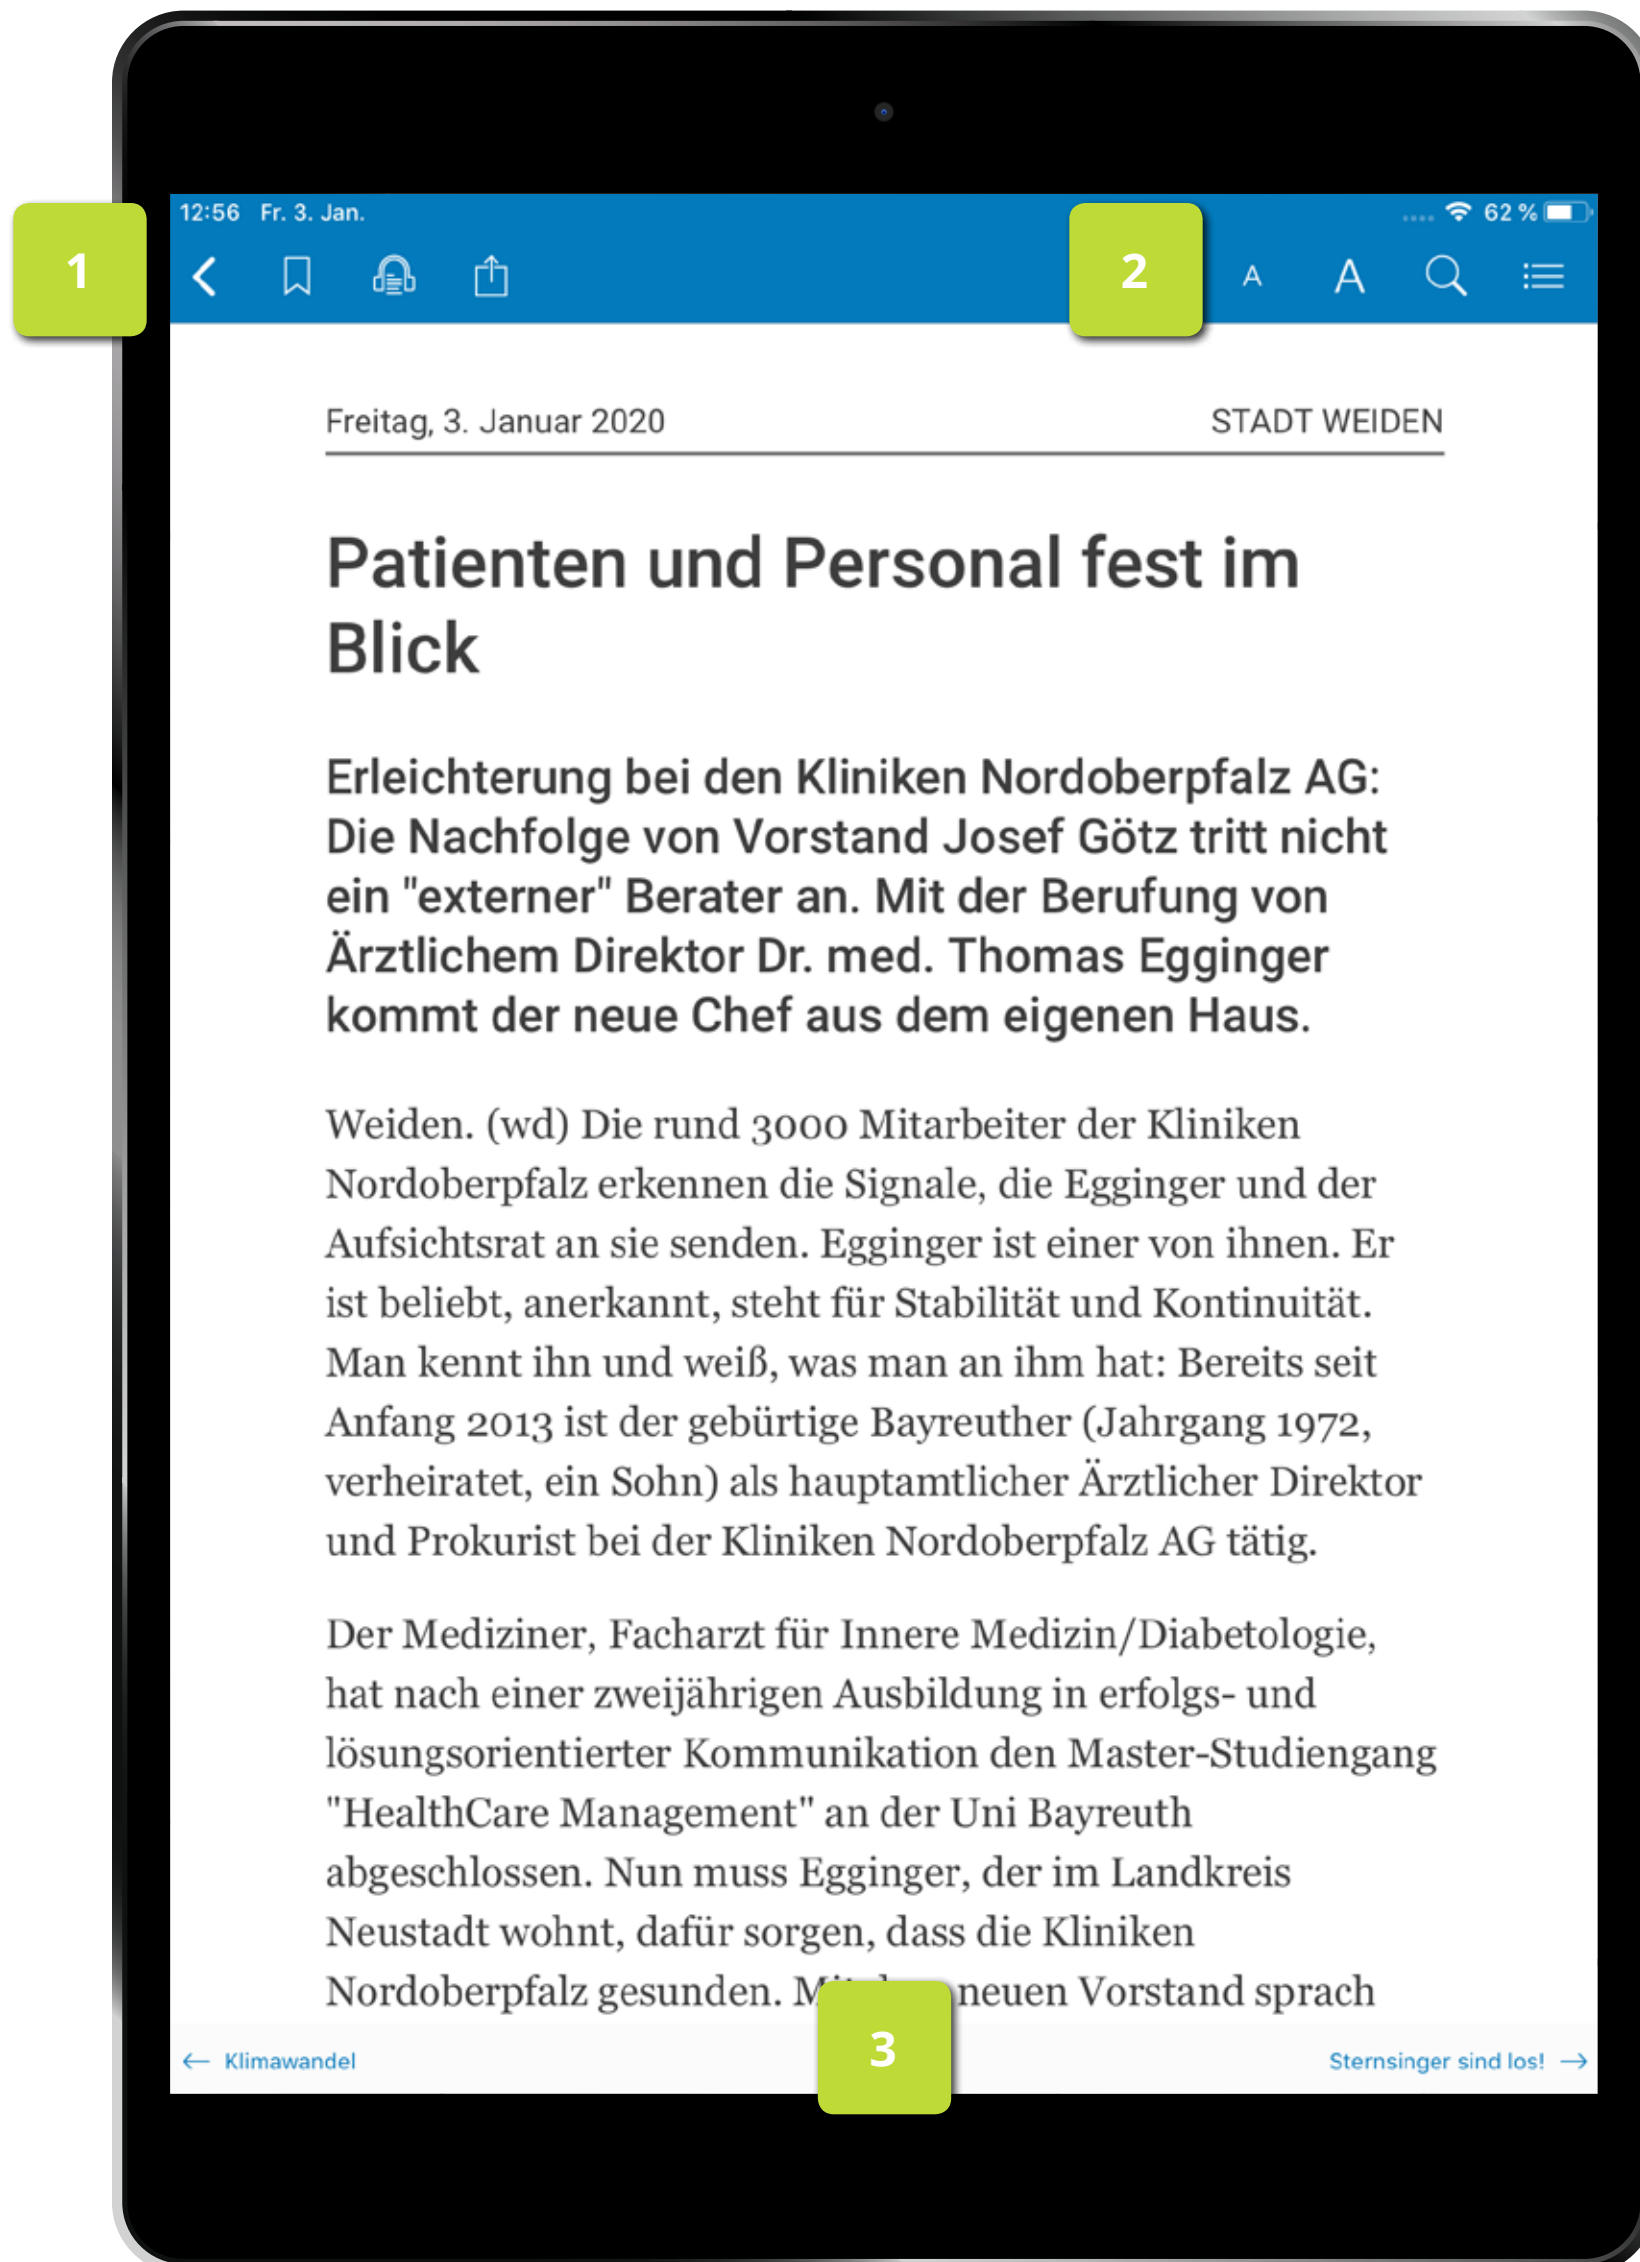 12:56 Fr. 3. Jan. 62 %
1
2
A A
Freitag, 3. Januar 2020 STADT WEIDEN
Patienten und Personal fest im
Blick
Erleichterung bei den Kliniken Nordoberpfalz AG:
Die Nachfolge von Vorstand Josef Götz tritt nicht
ein "externer" Berater an. Mit der Berufung von
Ärztlichem Direktor Dr. med. Thomas Egginger
kommt der neue Chef aus dem eigenen Haus.
Weiden. (wd) Die rund 3000 Mitarbeiter der Kliniken
Nordoberpfalz erkennen die Signale, die Egginger und der
Aufsichtsrat an sie senden. Egginger ist einer von ihnen. Er
ist beliebt, anerkannt, steht für Stabilität und Kontinuität.
Man kennt ihn und weiß, was man an ihm hat: Bereits seit
Anfang 2013 ist der gebürtige Bayreuther (Jahrgang 1972,
verheiratet, ein Sohn) als hauptamtlicher Ärztlicher Direktor
und Prokurist bei der Kliniken Nordoberpfalz AG tätig.
Der Mediziner, Facharzt für Innere Medizin/Diabetologie,
hat nach einer zweijährigen Ausbildung in erfolgs- und
lösungsorientierter Kommunikation den Master-Studiengang
"HealthCare Management" an der Uni Bayreuth
abgeschlossen. Nun muss Egginger, der im Landkreis
Neustadt wohnt, dafür sorgen, dass die Kliniken
Nordoberpfalz gesunden. neuen Vorstand sprach
3
← Klimawandel Sternsinger sind los! →